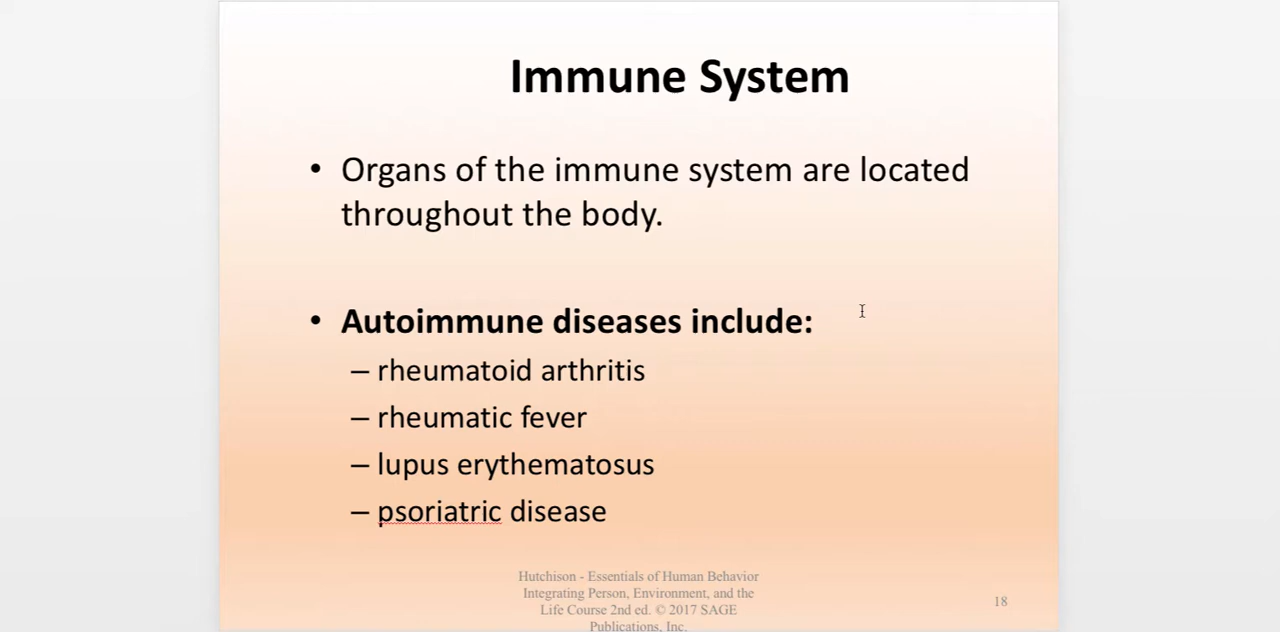 Immune System
• Organs of the immune system are located
throughout the body.
• Autoimmune diseases include:
– rheumatoid arthritis
– rheumatic fever
– lupus erythematosus
– psoriatric disease
Hutchison - Essentials of Human Behavior
Integrating Person, Environment, and the
Life Course 2nd ed. © 2017 SAGE
Publications, Inc.
18